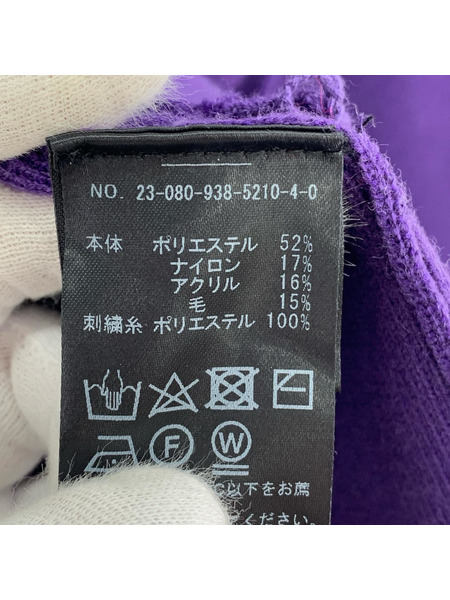 NO. 23-080-938-5210-4-0
本体 ポリエステル 52%
ナイロン 17%
アクリル 16%
毛 15%
刺繍糸 ポリエステル 100%
F W
以下をお薦
ください。